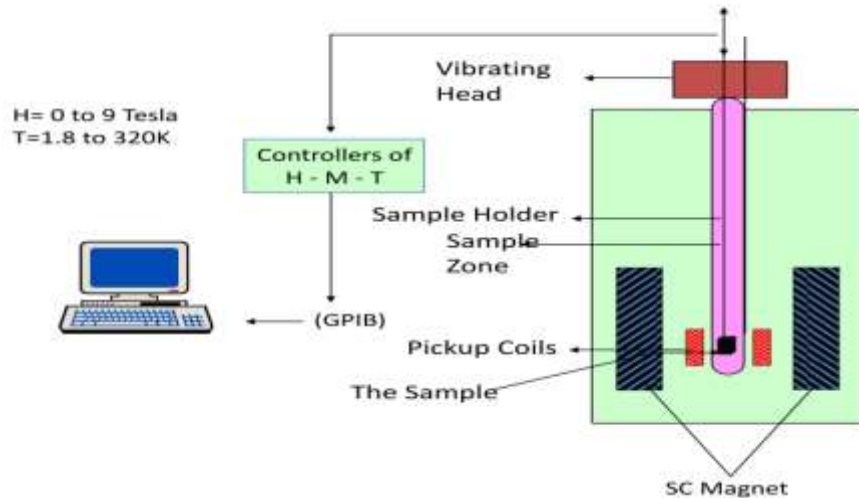 Vibrating
Head
H= 0 to 9 Tesla
T=1.8 to 320K
Controllers of
H - M - T
Sample Holder
Sample
Zone
(GPIB)
Pickup Coils
The Sample
SC Magnet